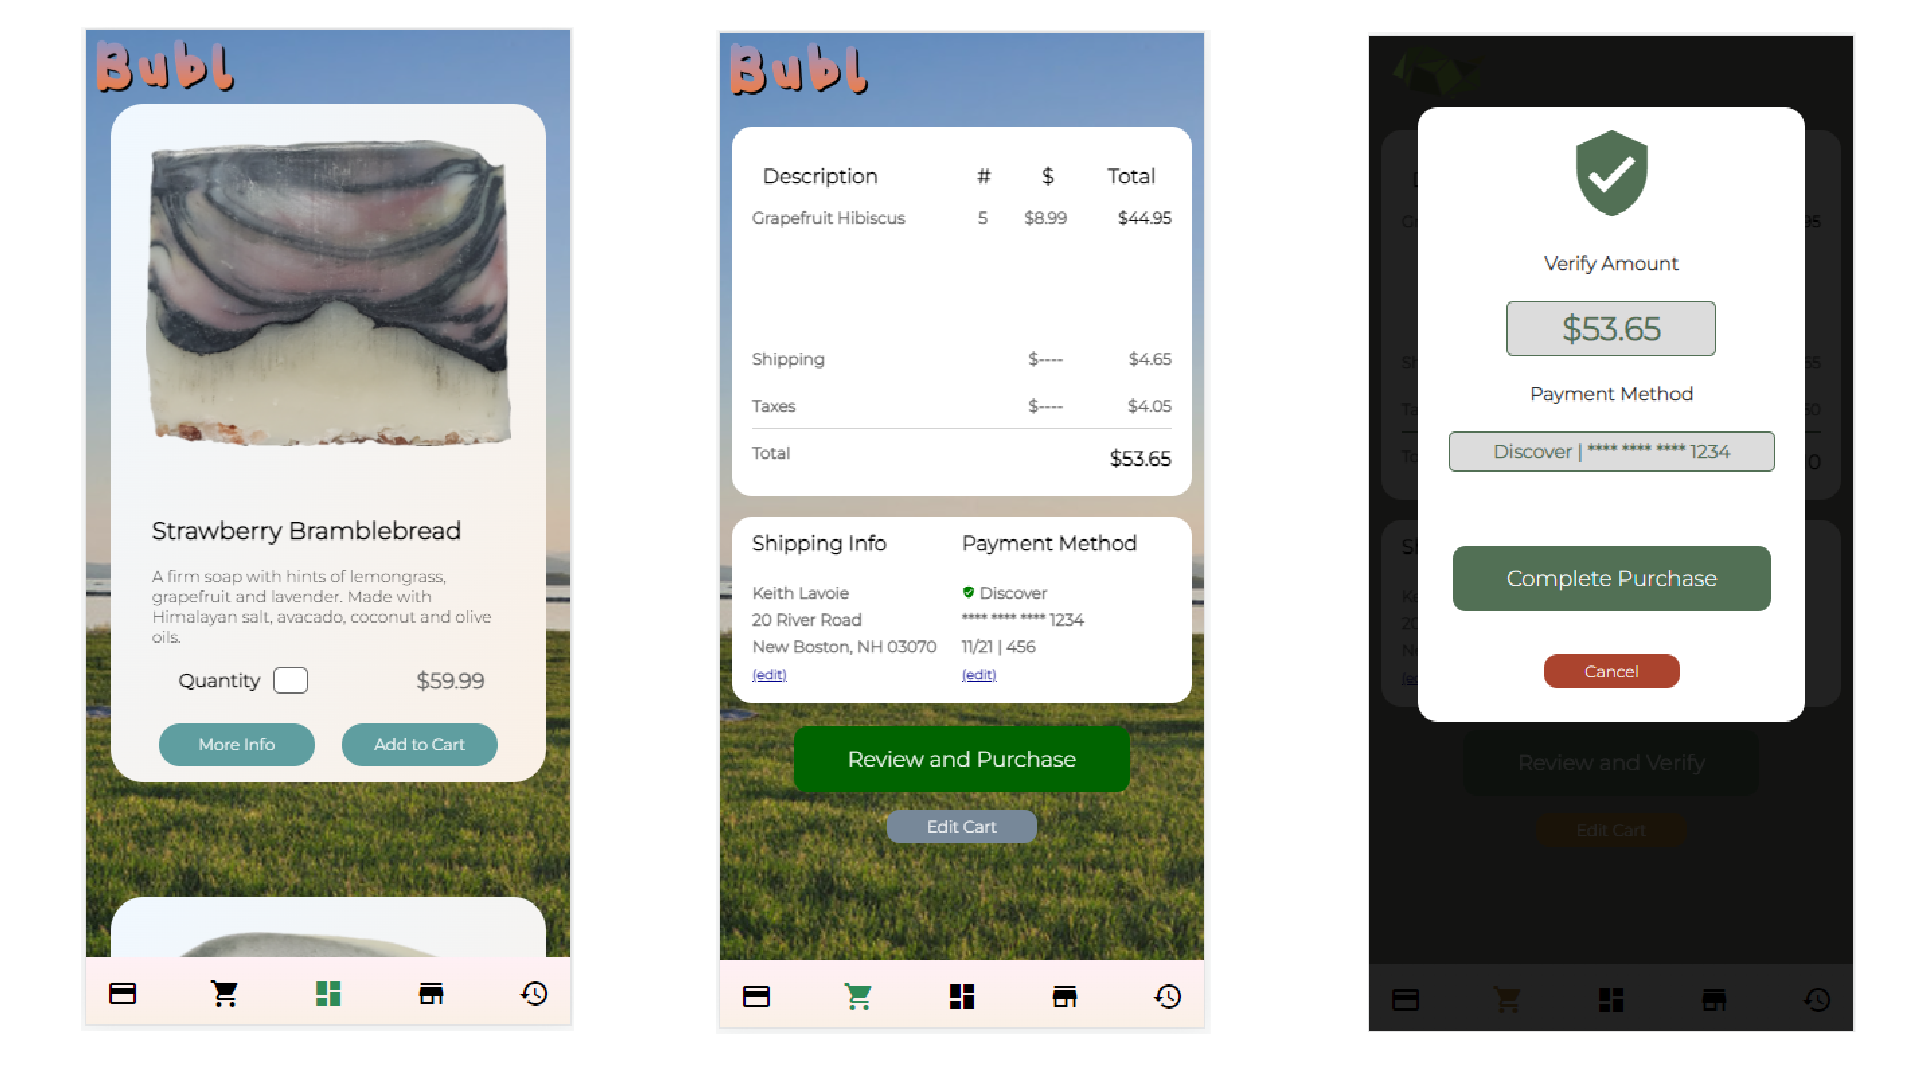 Bubl
Strawberry Bramblebread
A firm soap with hints of lemongrass,
grapefruit and lavender. Made with
Himalayan salt, avacado, coconut and olive
oils.
Quantity $59.99
More Info Add to Cart
Bubl
Description # $ Total
Grapefruit Hibiscus 5 $8.99 $44.95
Shipping $---- $4.65
Taxes $---- $4.05
Total $53.65
Shipping Info Payment Method
Keith Lavoie Discover
20 River Road **** **** **** 1234
New Boston, NH 03070 11/21 | 456
(edit) (edit)
Review and Purchase
Edit Cart
Verify Amount
$53.65
Payment Method
Discover | **** **** **** 1234
Complete Purchase
Cancel
Review and Verify
Edit Cart